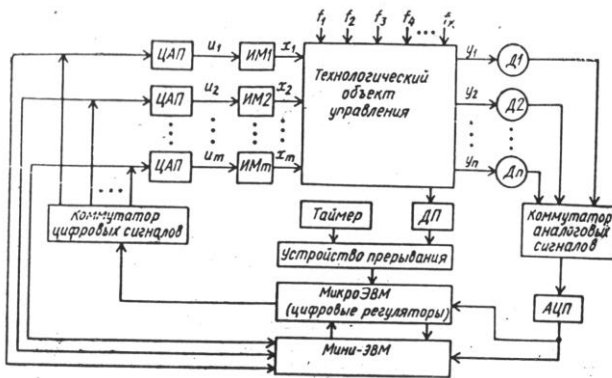 f1 f2 f3 f4 ... fк
ЦАП u1 ИМ1 x1
ЦАП u2 ИМ2 x2
ЦАП um ИМm xm
Технологический
объект
управления
y1 Д1
y2 Д2
yn Дn
Коммутатор
цифровых сигналов
Таймер
ДП
Коммутатор
аналоговых
сигналов
Устройство прерывания
МикроЭВМ
(цифровые регуляторы)
АЦП
Мини-ЭВМ